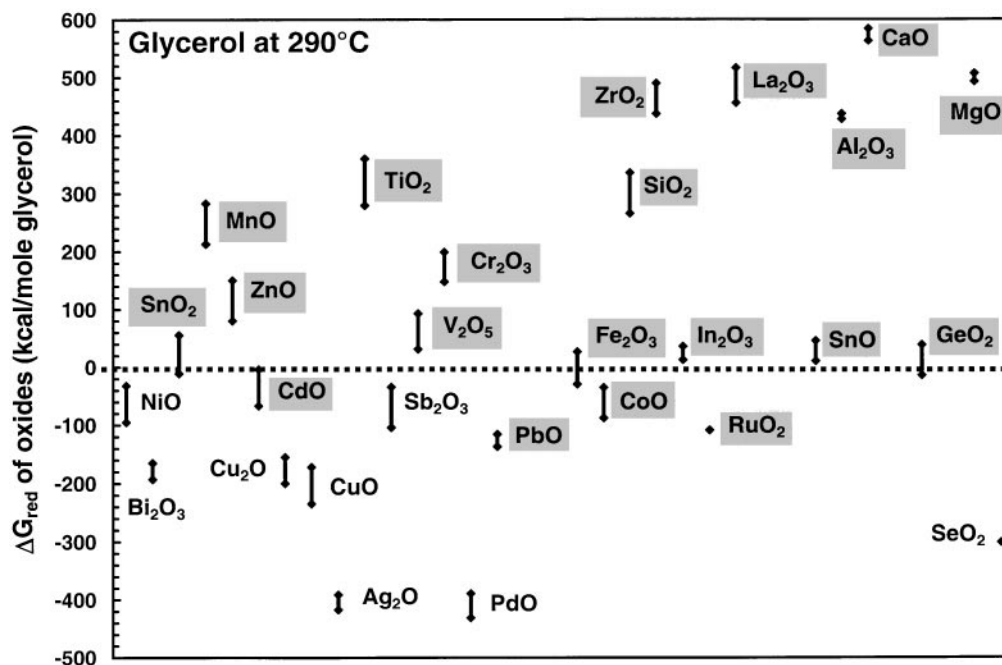 Glycerol at 290°C
ΔG_red of oxides (kcal/mole glycerol)
600
500
400
300
200
100
0
-100
-200
-300
-400
-500
CaO
La₂O₃
ZrO₂
MgO
Al₂O₃
TiO₂
SiO₂
MnO
Cr₂O₃
ZnO
SnO₂
V₂O₅
Fe₂O₃
In₂O₃
SnO
GeO₂
CdO
NiO
Sb₂O₃
CoO
PbO
RuO₂
Cu₂O
CuO
Bi₂O₃
SeO₂
Ag₂O
PdO